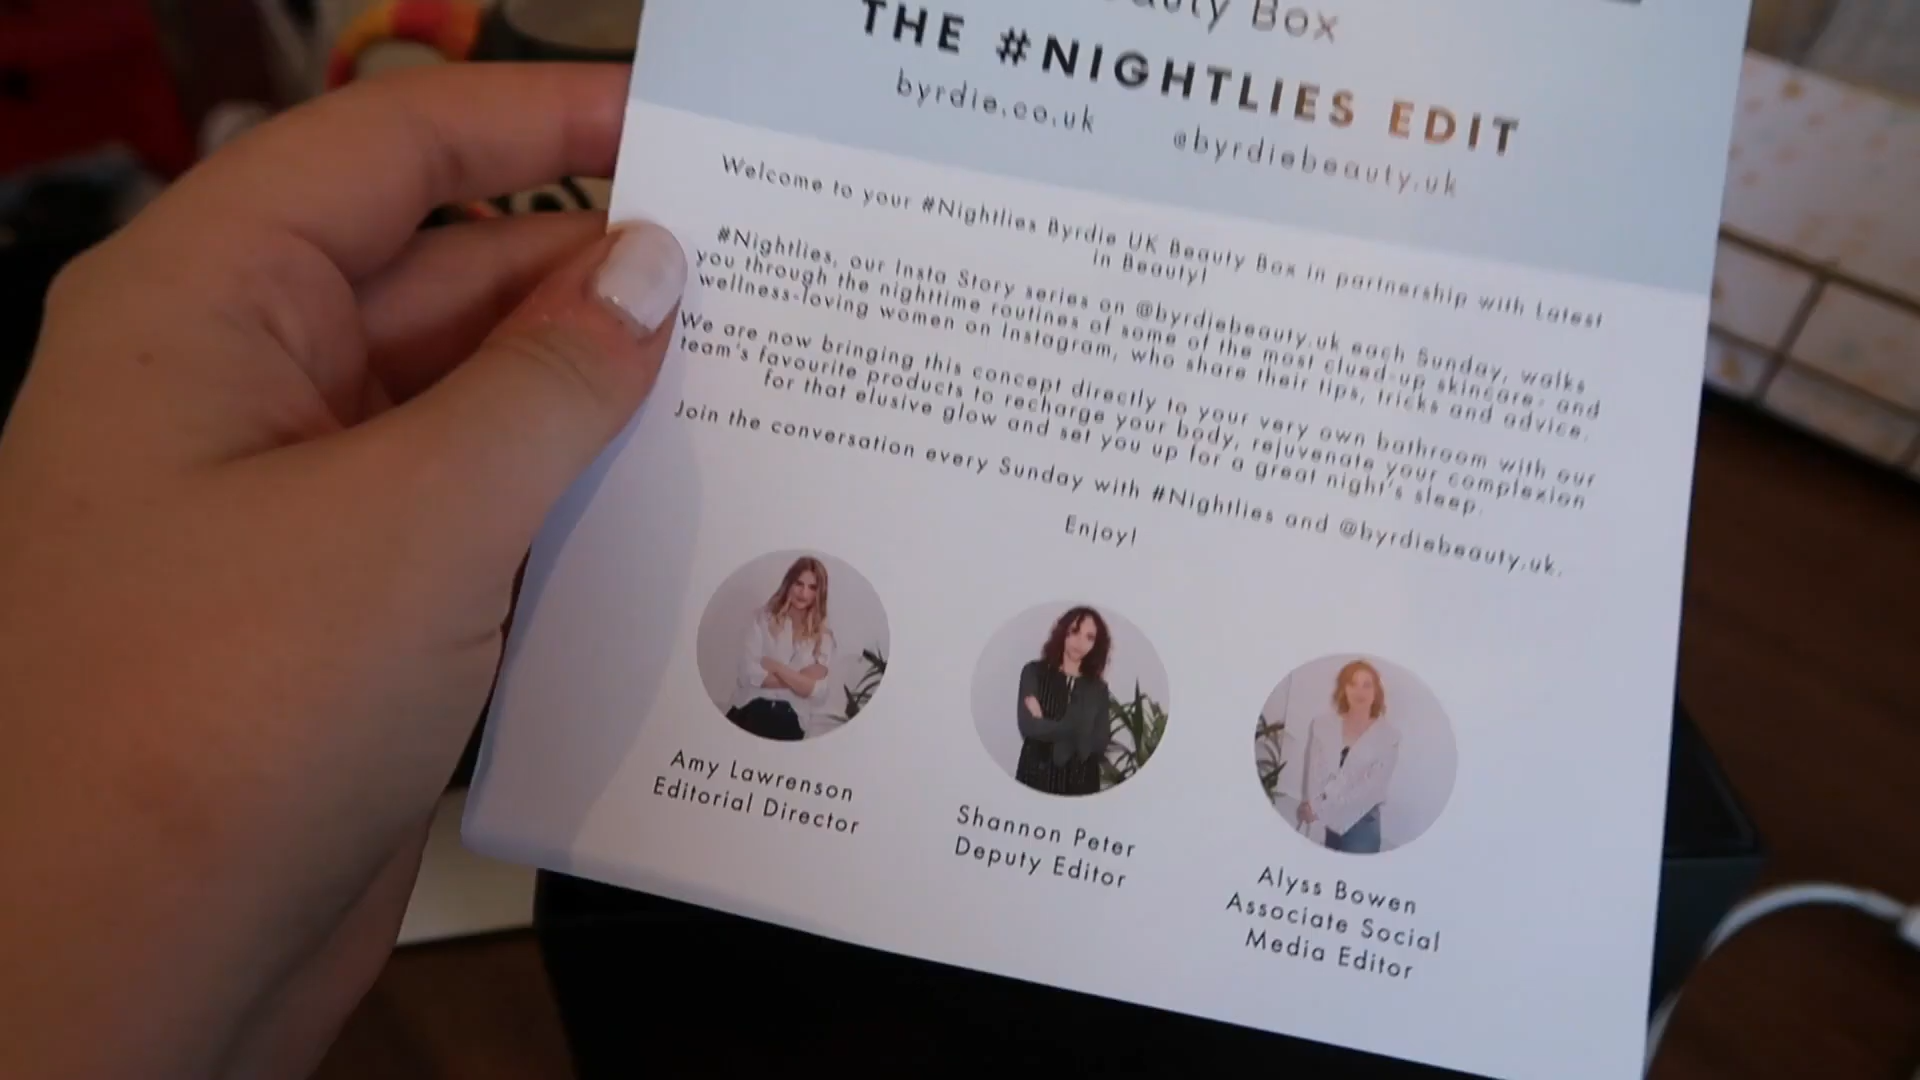 Beauty Box
THE #NIGHTLIES EDIT
byrdie.co.uk @byrdiebeauty.uk
Welcome to your #Nightlies Byrdie UK Beauty Box in partnership with Latest
in Beauty!
#Nightlies, our Insta Story series on @byrdiebeauty.uk each Sunday, walks
you through the nighttime routines of some of the most clued-up skincare- and
wellness-loving women on Instagram, who share their tips, tricks and advice.
We are now bringing this concept directly to your very own bathroom with our
team's favourite products to recharge your body, rejuvenate your complexion
for that elusive glow and set you up for a great night's sleep.
Join the conversation every Sunday with #Nightlies and @byrdiebeauty.uk.
Enjoy!
Amy Lawrenson
Editorial Director
Shannon Peter
Deputy Editor
Alyss Bowen
Associate Social
Media Editor